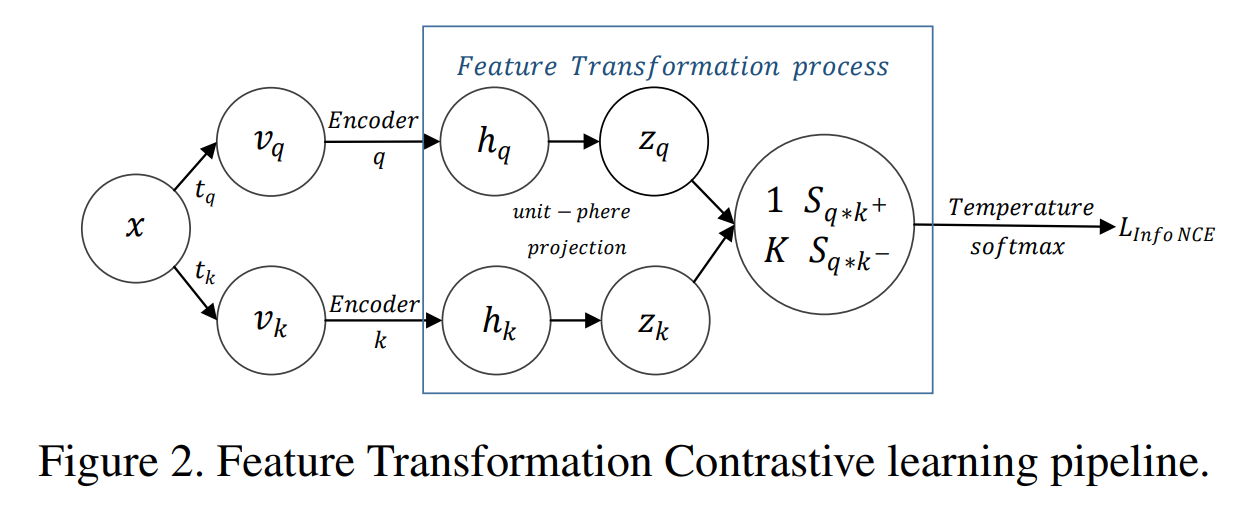 Feature Transformation process
x
t_q
t_k
v_q
v_k
Encoder
q
Encoder
k
h_q
z_q
unit − phere
projection
h_k
z_k
1 S_{q*k^+}
K S_{q*k^−}
Temperature
softmax
L_{Info NCE}
Figure 2. Feature Transformation Contrastive learning pipeline.